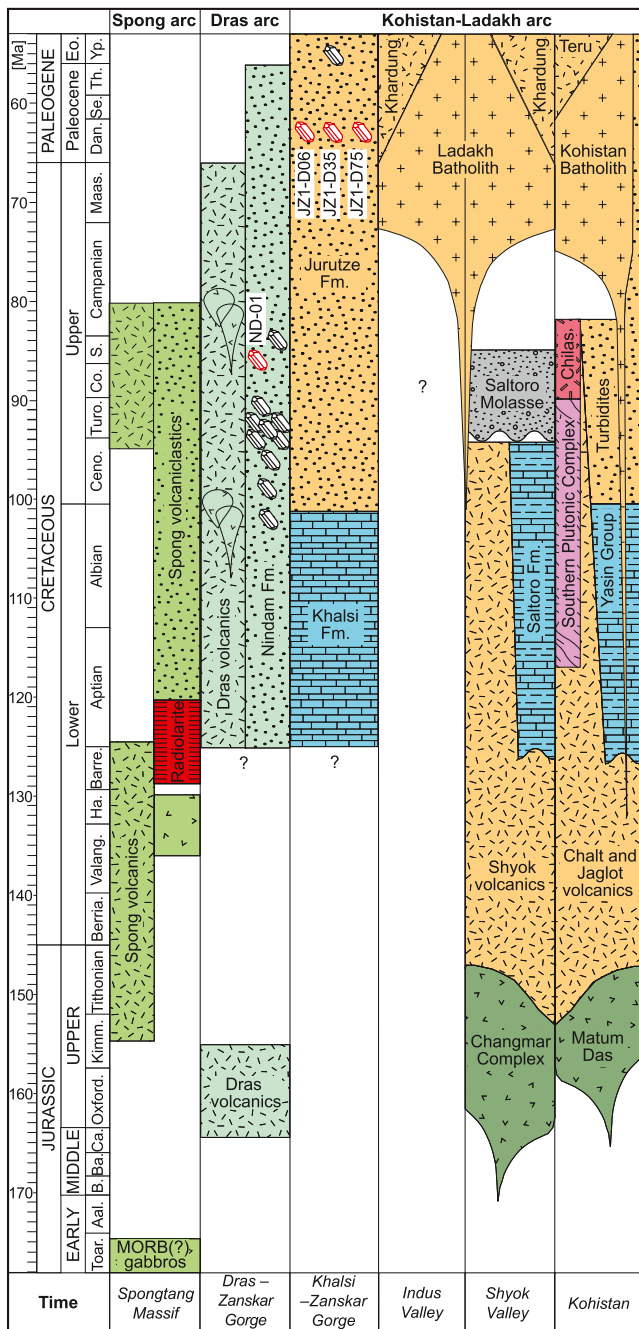 Spong arc
Dras arc
Kohistan-Ladakh arc
[Ma]
60
70
80
90
100
110
120
130
140
150
160
170
PALEOGENE
CRETACEOUS
JURASSIC
Eo.
Paleocene
Upper
Lower
UPPER
MIDDLE
EARLY
Yp.
Th.
Se.
Dan.
Maas.
Campanian
S.
Co.
Turo.
Ceno.
Albian
Aptian
Barre.
Ha.
Valang.
Berria.
Tithonian
Kimm.
Oxford.
Ca.
Ba.
B.
Aal.
Toar.
Spong volcaniclastics
Radiolarite
Spong volcanics
MORB(?)
gabbros
ND-01
Dras volcanics
Nindam Fm.
?
Dras
volcanics
JZ1-D06
JZ1-D35
JZ1-D75
Jurutze
Fm.
Khalsi
Fm.
?
Khardung
Khardung
Ladakh
Batholith
?
Saltoro
Molasse
Saltoro Fm.
Shyok
volcanics
Changmar
Complex
Teru
Kohistan
Batholith
Chilas
Turbidites
Southern Plutonic Complex
Yasin Group
Chalt and
Jaglot
volcanics
Matum
Das
Time
Spongtang
Massif
Dras –
Zanskar
Gorge
Khalsi
–Zanskar
Gorge
Indus
Valley
Shyok
Valley
Kohistan